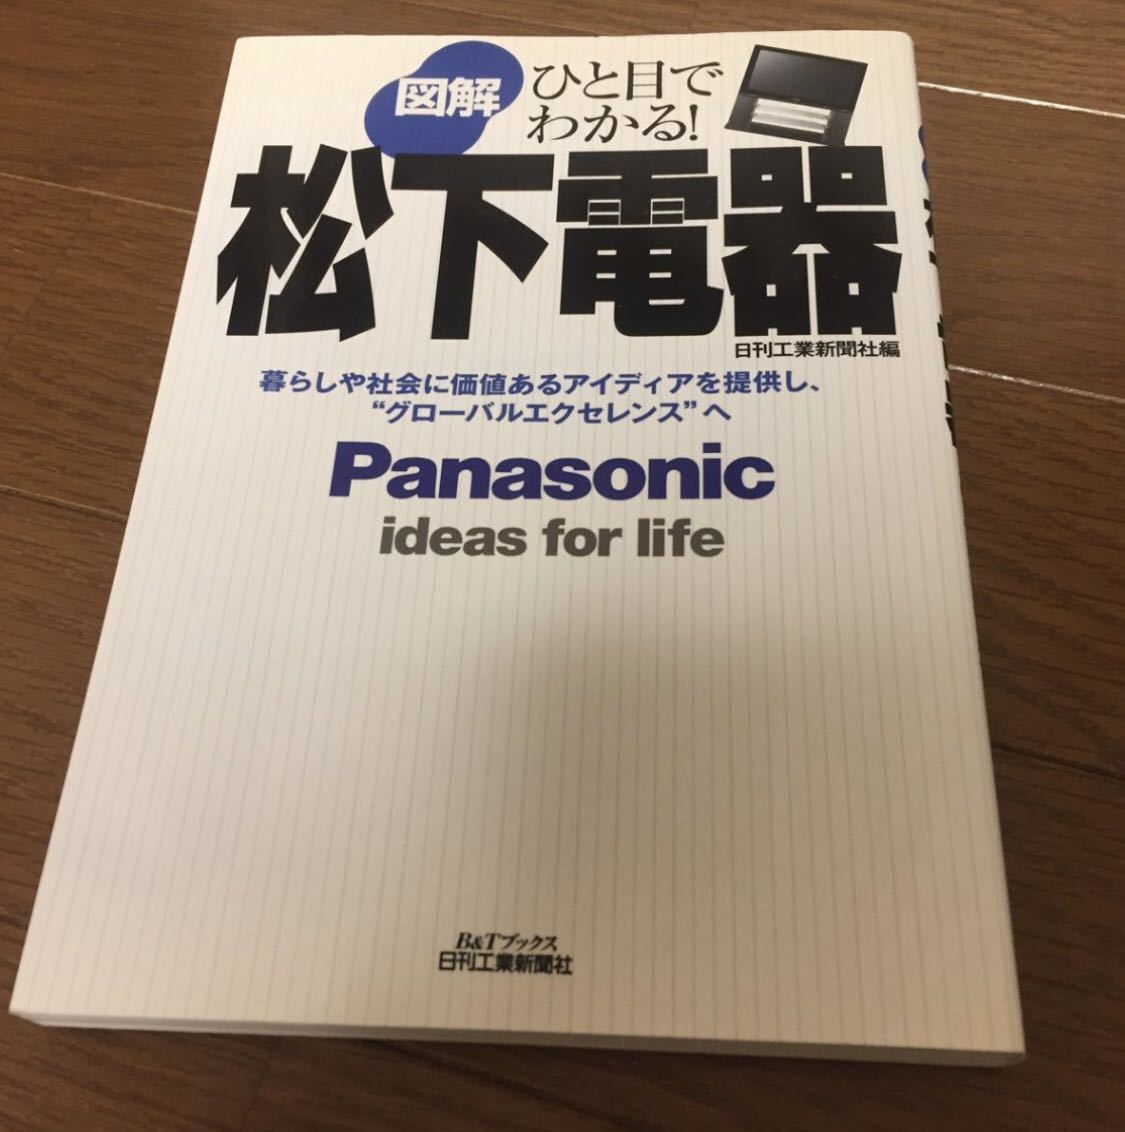 図解
ひと目で
わかる!
松下電器
日刊工業新聞社編
暮らしや社会に価値あるアイディアを提供し、
“グローバルエクセレンス”へ
Panasonic
ideas for life
B&Tブックス
日刊工業新聞社